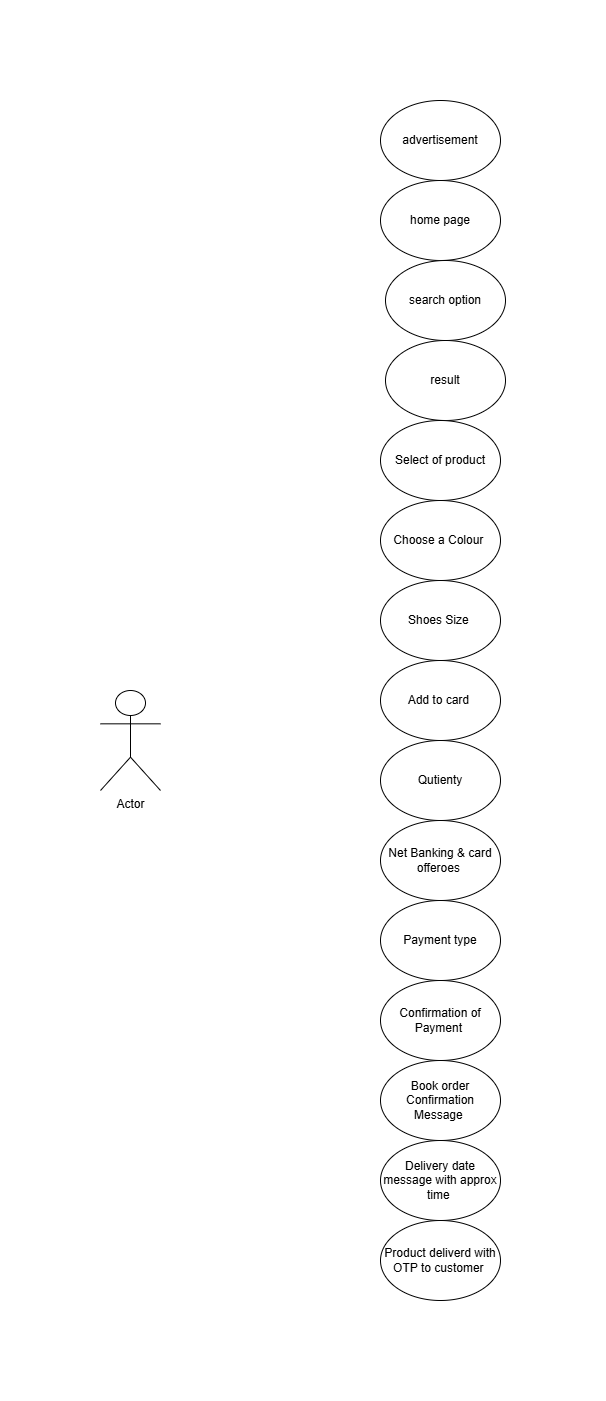 advertisement
home page
search option
result
Select of product
Choose a Colour
Shoes Size
Actor
Add to card
Qutienty
Net Banking & card
offeroes
Payment type
Confirmation of
Payment
Book order
Confirmation
Message
Delivery date
message with approx
time
Product deliverd with
OTP to customer